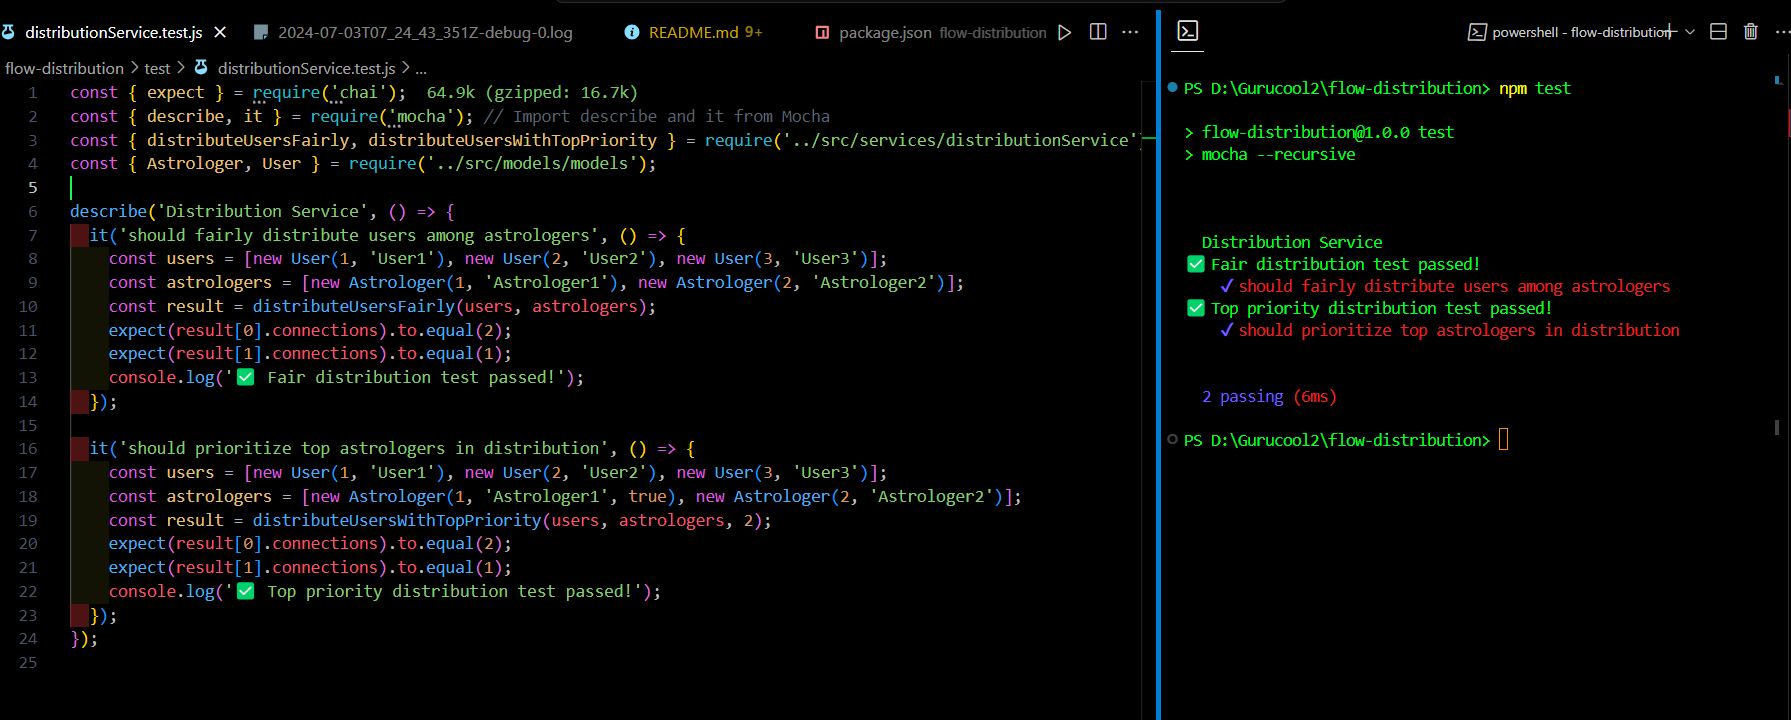 distributionService.test.js
2024-07-03T07_24_43_351Z-debug-0.log
README.md 9+
package.json flow-distribution
flow-distribution > test > distributionService.test.js > ...
1 const { expect } = require('chai'); 64.9k (gzipped: 16.7k)
2 const { describe, it } = require('mocha'); // Import describe and it from Mocha
3 const { distributeUsersFairly, distributeUsersWithTopPriority } = require('../src/services/distributionService'
4 const { Astrologer, User } = require('../src/models/models');
5
6 describe('Distribution Service', () => {
7 it('should fairly distribute users among astrologers', () => {
8 const users = [new User(1, 'User1'), new User(2, 'User2'), new User(3, 'User3')];
9 const astrologers = [new Astrologer(1, 'Astrologer1'), new Astrologer(2, 'Astrologer2')];
10 const result = distributeUsersFairly(users, astrologers);
11 expect(result[0].connections).to.equal(2);
12 expect(result[1].connections).to.equal(1);
13 console.log('✅ Fair distribution test passed!');
14 });
15
16 it('should prioritize top astrologers in distribution', () => {
17 const users = [new User(1, 'User1'), new User(2, 'User2'), new User(3, 'User3')];
18 const astrologers = [new Astrologer(1, 'Astrologer1', true), new Astrologer(2, 'Astrologer2')];
19 const result = distributeUsersWithTopPriority(users, astrologers, 2);
20 expect(result[0].connections).to.equal(2);
21 expect(result[1].connections).to.equal(1);
22 console.log('✅ Top priority distribution test passed!');
23 });
24 });
25
powershell - flow-distribution
PS D:\Gurucool2\flow-distribution> npm test
> flow-distribution@1.0.0 test
> mocha --recursive
Distribution Service
✅ Fair distribution test passed!
✓ should fairly distribute users among astrologers
✅ Top priority distribution test passed!
✓ should prioritize top astrologers in distribution
2 passing (6ms)
PS D:\Gurucool2\flow-distribution>